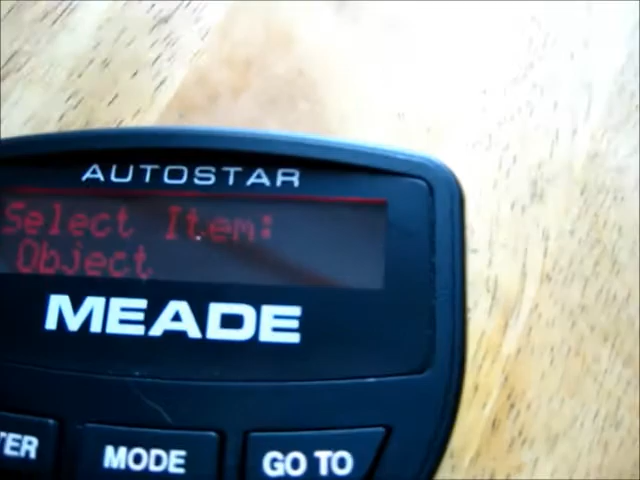 AUTOSTAR
Select Item:
Object
MEADE
TER
MODE
GO TO